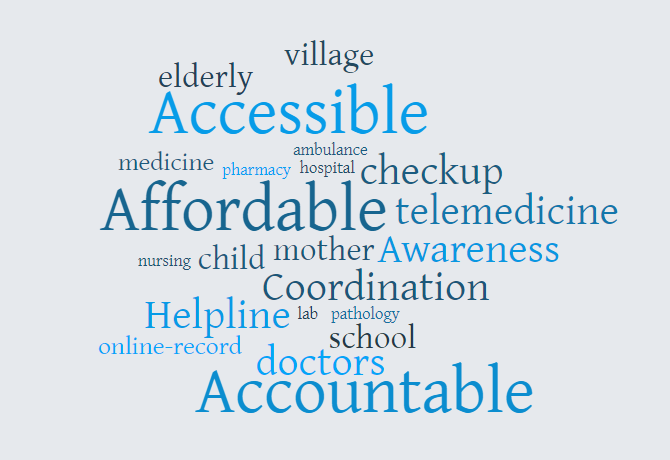 village
elderly
Accessible
ambulance
medicine pharmacy hospital checkup
Affordable telemedicine
nursing child mother Awareness
Coordination
Helpline lab pathology
online-record school
doctors
Accountable